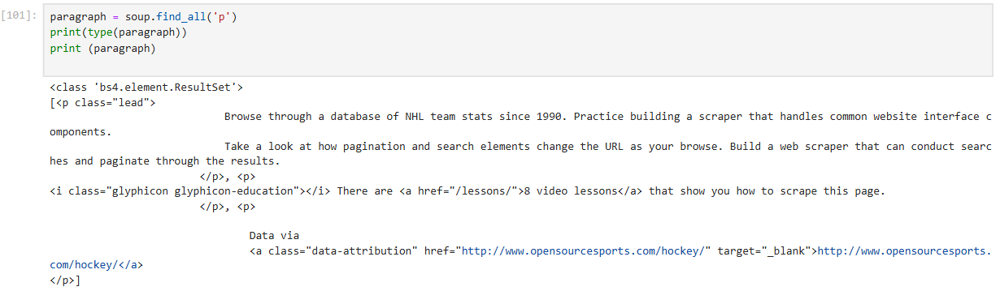 [101]: paragraph = soup.find_all('p')
print(type(paragraph))
print (paragraph)
<class 'bs4.element.ResultSet'>
[<p class="lead">
Browse through a database of NHL team stats since 1990. Practice building a scraper that handles common website interface c
omponents.
Take a look at how pagination and search elements change the URL as your browse. Build a web scraper that can conduct searc
hes and paginate through the results.
</p>, <p>
<i class="glyphicon glyphicon-education"></i> There are <a href="/lessons/">8 video lessons</a> that show you how to scrape this page.
</p>, <p>
Data via
<a class="data-attribution" href="http://www.opensourcesports.com/hockey/" target="_blank">http://www.opensourcesports.
com/hockey/</a>
</p>]